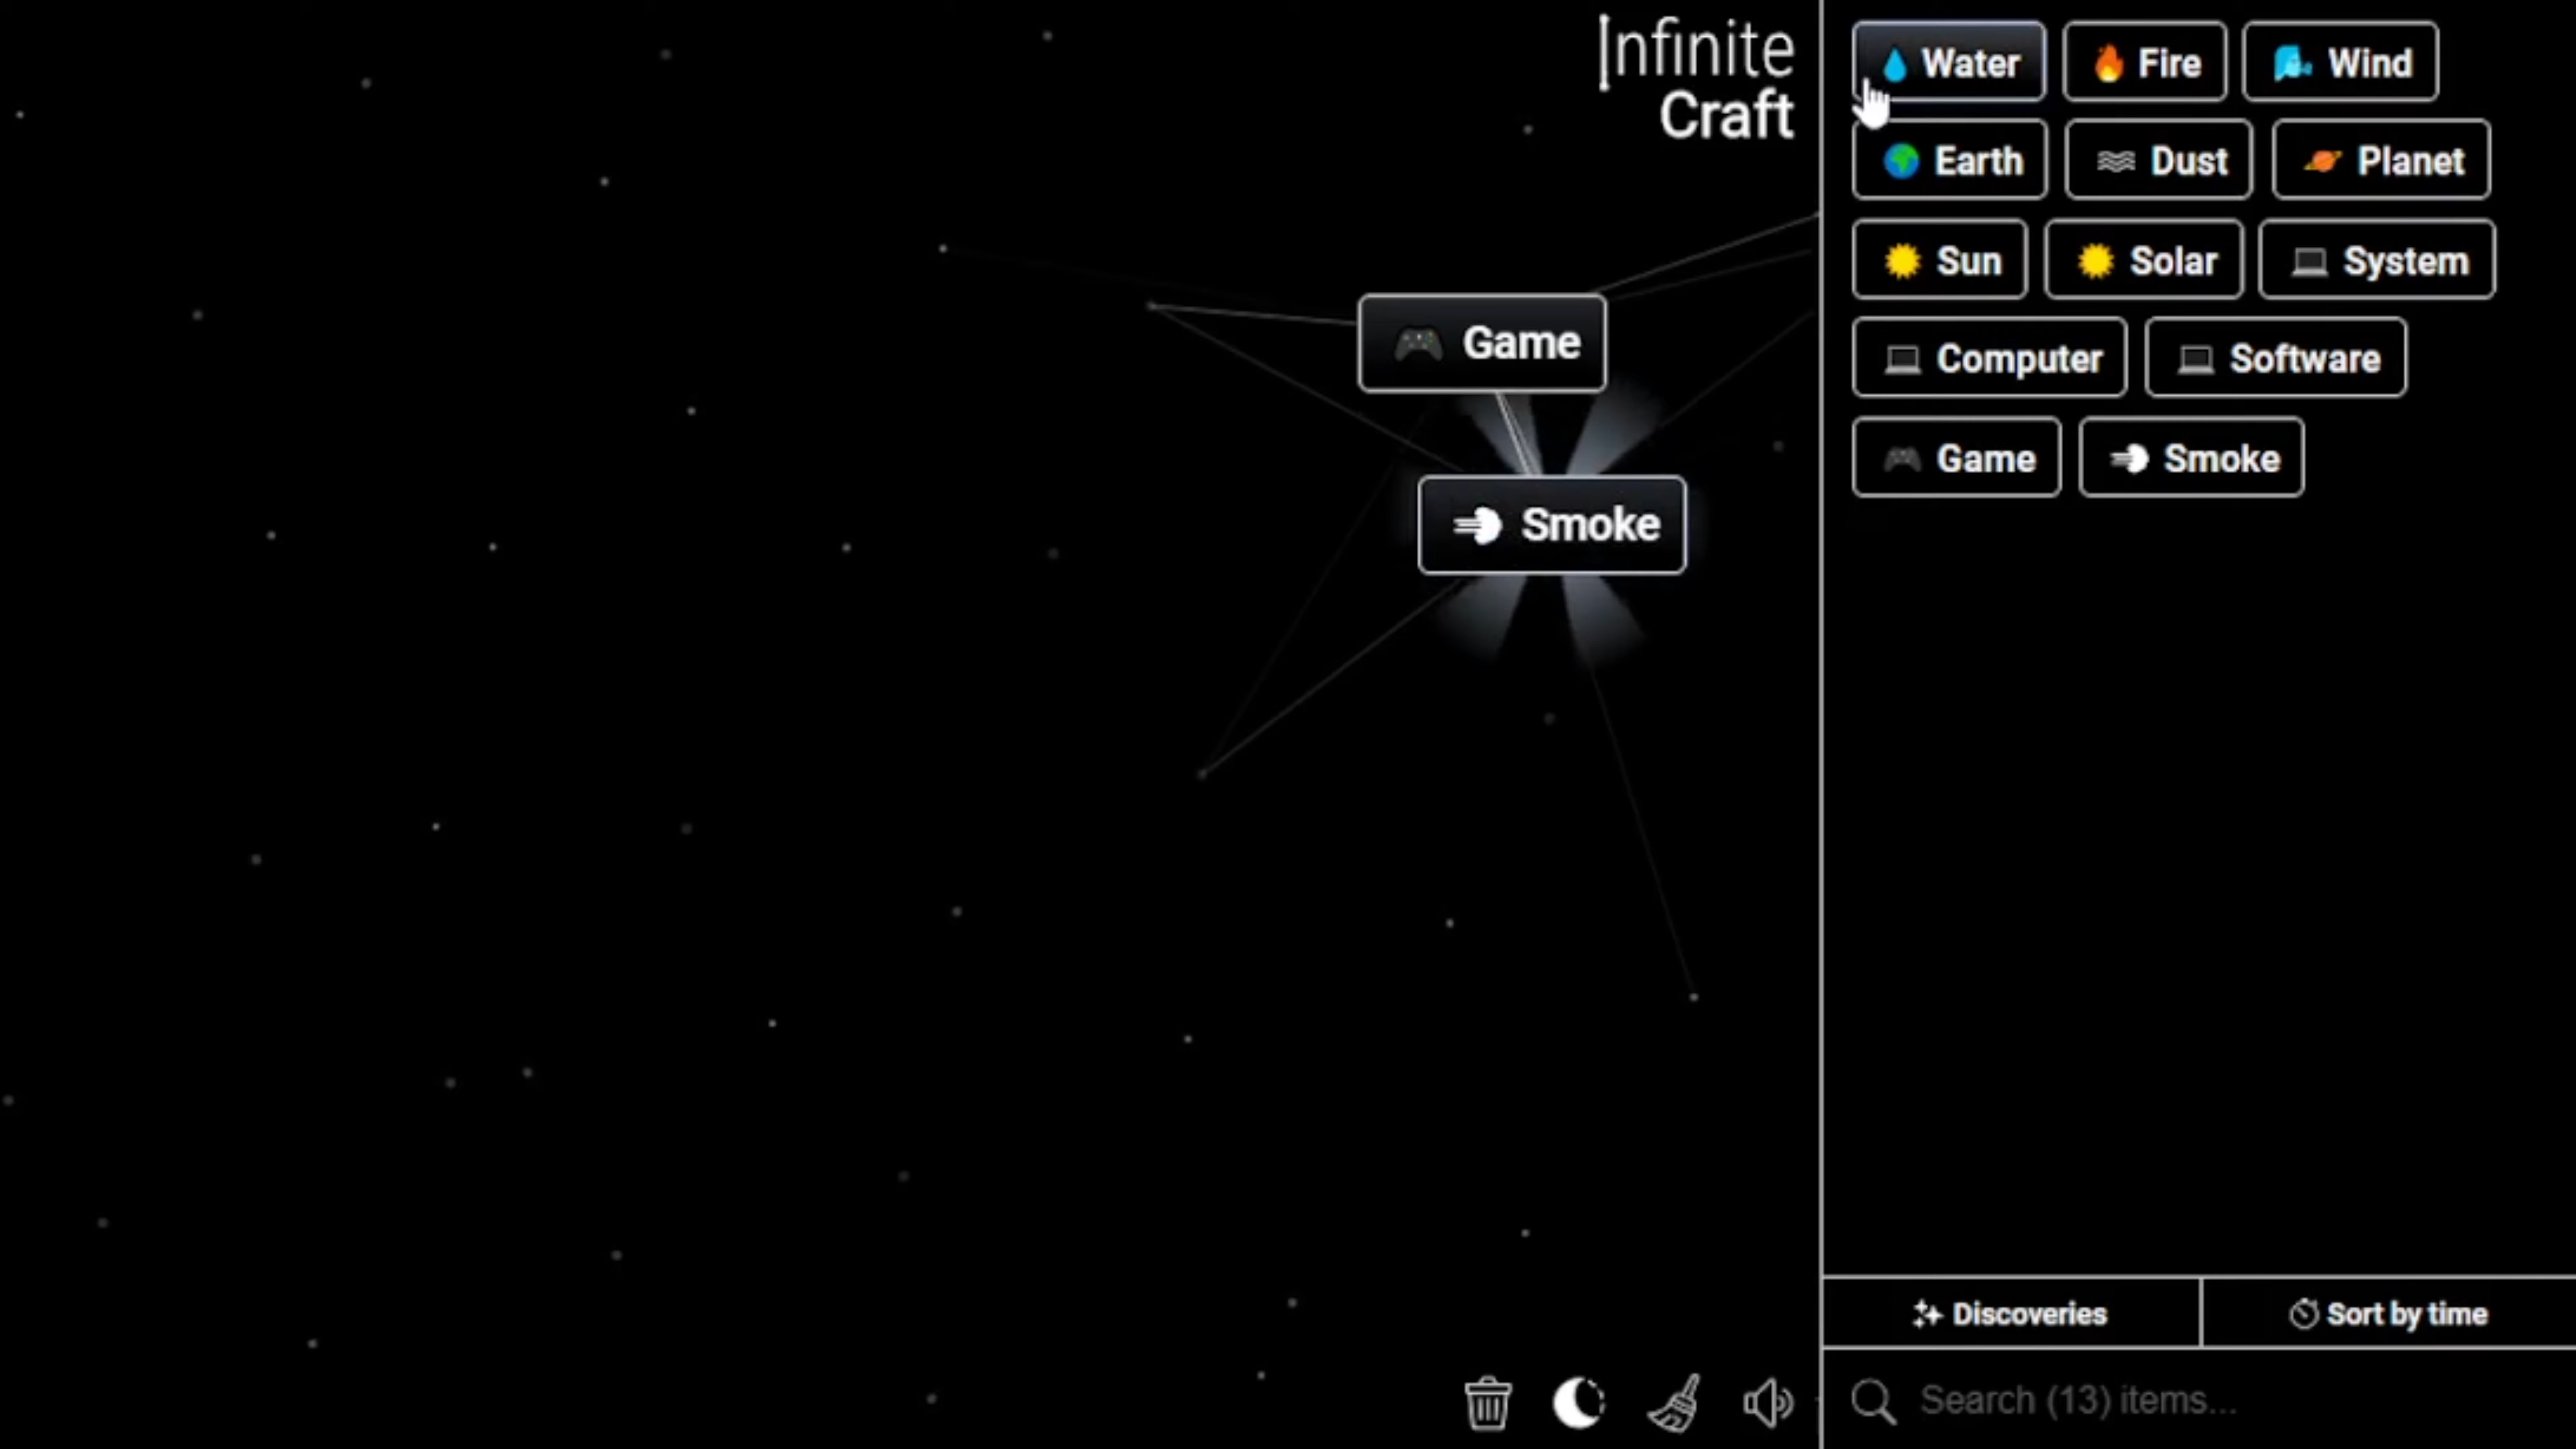 Infinite
Craft
Water Fire Wind
Earth Dust Planet
Sun Solar System
Computer Software
Game Smoke
Game
Smoke
Discoveries Sort by time
Search (13) items...